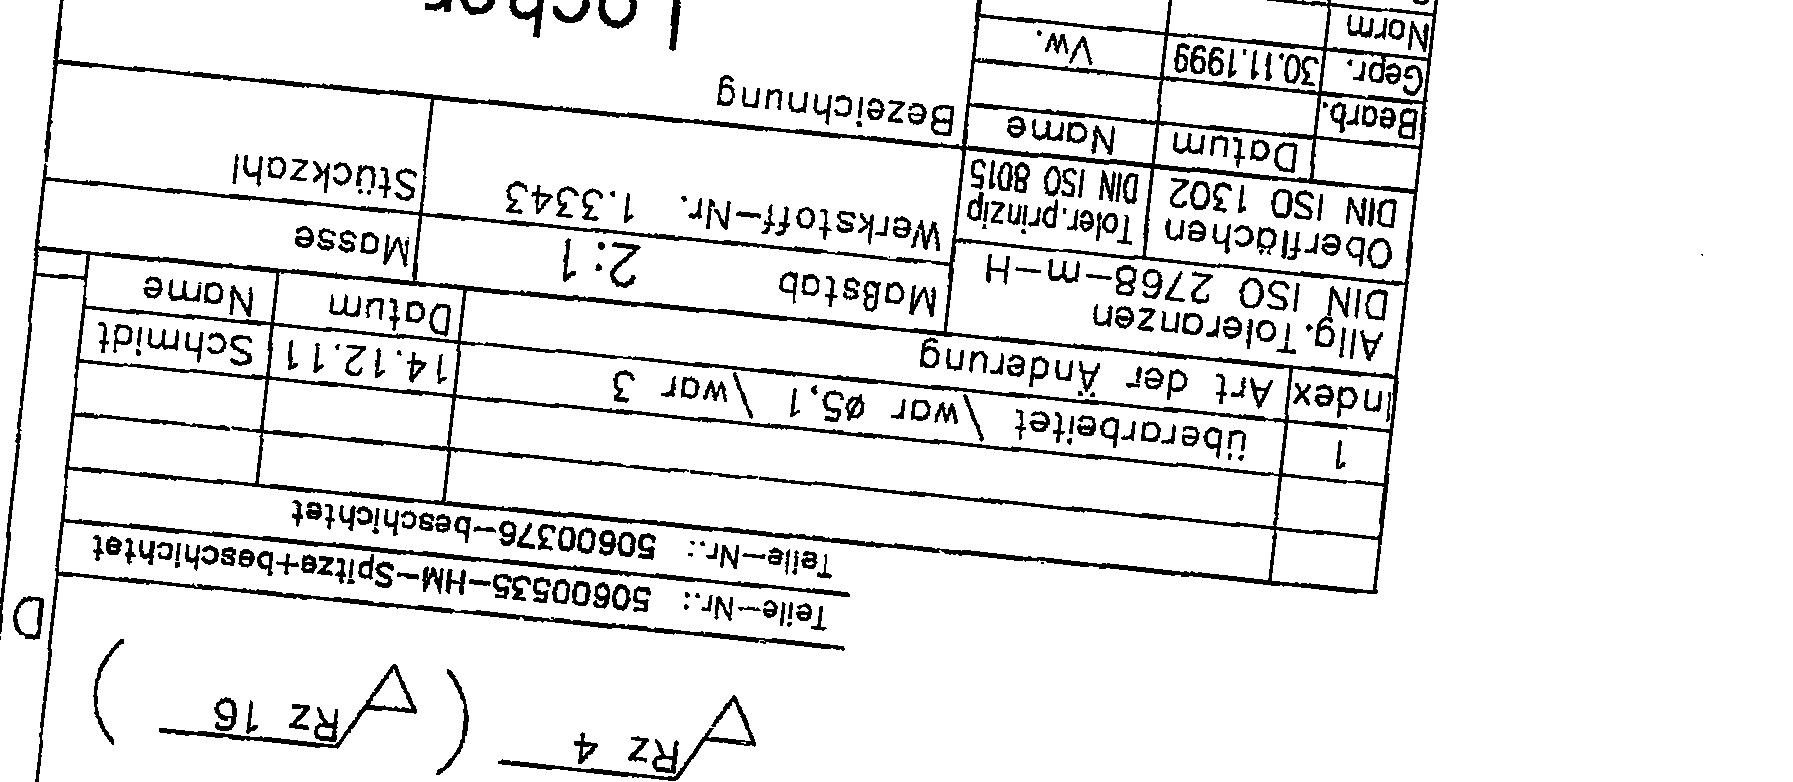 Rz 4 ( Rz 16 )
D
Teile-Nr.: 50600535-HM-Spitze+beschichtet
Teile-Nr.: 50600376-beschichtet
1 überarbeitet \/war ø5,1 \/war 3 14.12.11 Schmidt
Index Art der Änderung Datum Name
Allg.Toleranzen
DIN ISO 2768-m-H
Maßstab 2:1 Masse
Oberflächen
DIN ISO 1302
Toler.prinzip
DIN ISO 8015
Werkstoff-Nr. 1.3343 Stückzahl
Datum Name
Bezeichnung
Bearb.
Gepr. 30.11.1999 Vw.
Norm
Locher